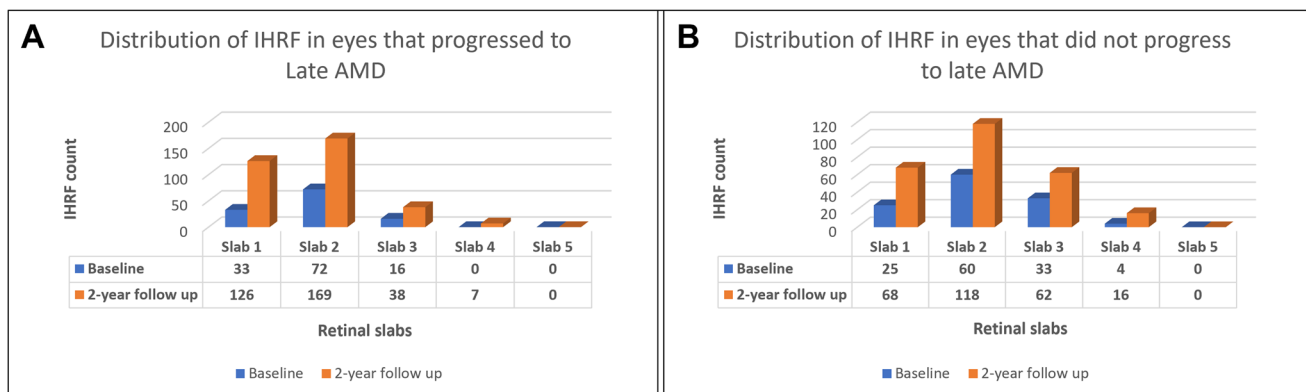 A
Distribution of IHRF in eyes that progressed to
Late AMD
IHRF count
200
150
100
50
0
Slab 1 Slab 2 Slab 3 Slab 4 Slab 5
Baseline 33 72 16 0 0
2-year follow up 126 169 38 7 0
Retinal slabs
Baseline 2-year follow up
B
Distribution of IHRF in eyes that did not progress
to late AMD
IHRF count
120
100
80
60
40
20
0
Slab 1 Slab 2 Slab 3 Slab 4 Slab 5
Baseline 25 60 33 4 0
2-year follow up 68 118 62 16 0
Retinal slabs
Baseline 2-year follow up